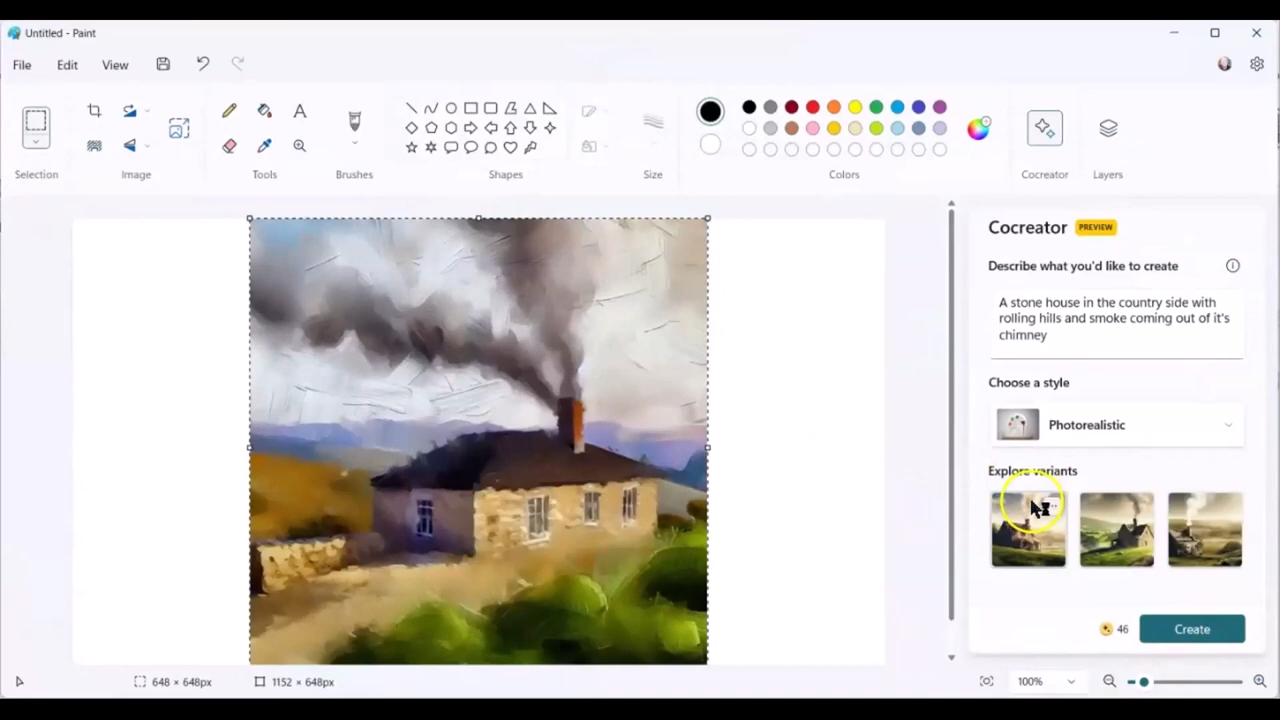 Untitled - Paint
File Edit View
Selection Image Tools Brushes Shapes Size Colors Cocreator Layers
Cocreator PREVIEW
Describe what you'd like to create
A stone house in the country side with
rolling hills and smoke coming out of it's
chimney
Choose a style
Photorealistic
Explore variants
46 Create
648 × 648px 1152 × 648px 100%